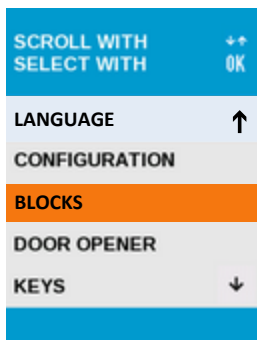 SCROLL WITH ↓↑
SELECT WITH OK
LANGUAGE ↑
CONFIGURATION
BLOCKS
DOOR OPENER
KEYS ↓